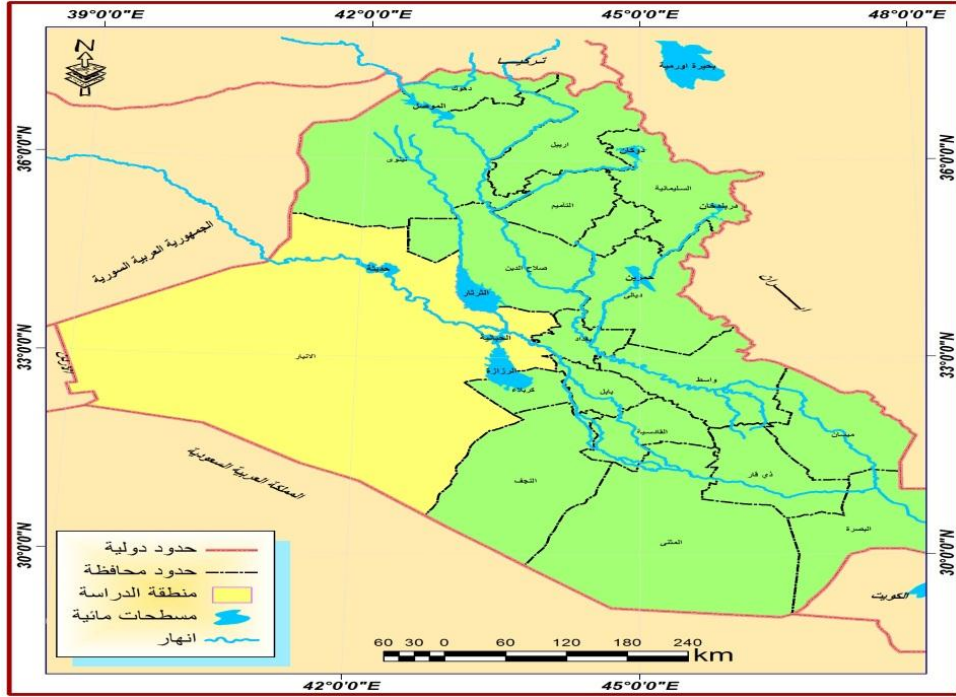 39°0'0"E 42°0'0"E 45°0'0"E 48°0'0"E
N
تركيا
بحيرة اورمية
دهوك
الموصل
36°0'0"N
36°0'0"N
اربيل
دوكان
نينوى
السليمانية
التاميم
دربندخان
الجمهورية العربية السورية
حديثة
صلاح الدين
حمرين
ديالى
ايران
الثرثار
33°0'0"N
33°0'0"N
الحبانية
بغداد
الاردن
الانبار
الرزازة
كربلاء
بابل
واسط
القادسية
ميسان
المملكة العربية السعودية
النجف
ذي قار
البصرة
المثنى
30°0'0"N
30°0'0"N
الكويت
حدود دولية
حدود محافظة
منطقة الدراسة
مسطحات مائية
انهار
60 30 0 60 120 180 240
km
42°0'0"E 45°0'0"E